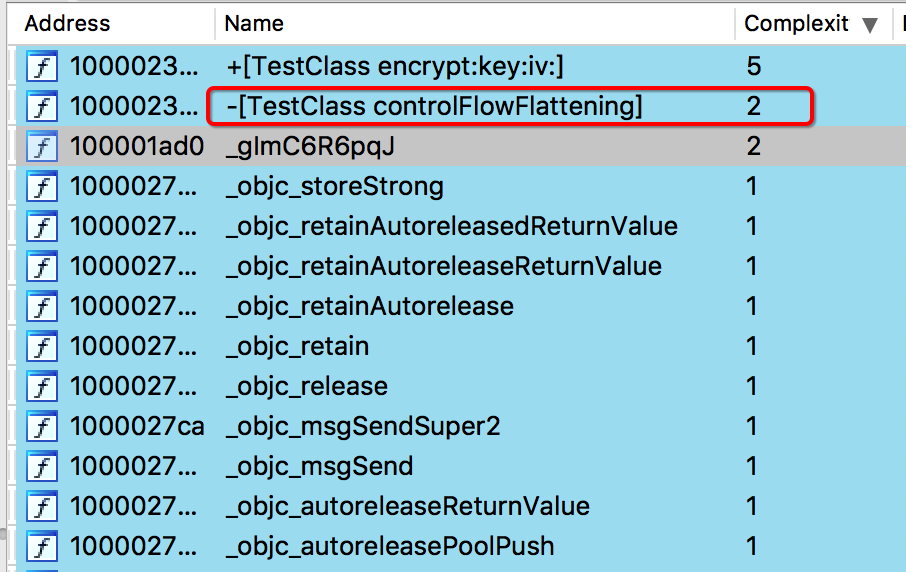 Address Name Complexit
f 1000023... +[TestClass encrypt:key:iv:] 5
f 1000023... -[TestClass controlFlowFlattening] 2
f 100001ad0 _gImC6R6pqJ 2
f 1000027... _objc_storeStrong 1
f 1000027... _objc_retainAutoreleasedReturnValue 1
f 1000027... _objc_retainAutoreleaseReturnValue 1
f 1000027... _objc_retainAutorelease 1
f 1000027... _objc_retain 1
f 1000027... _objc_release 1
f 1000027ca _objc_msgSendSuper2 1
f 1000027... _objc_msgSend 1
f 1000027... _objc_autoreleaseReturnValue 1
f 1000027... _objc_autoreleasePoolPush 1